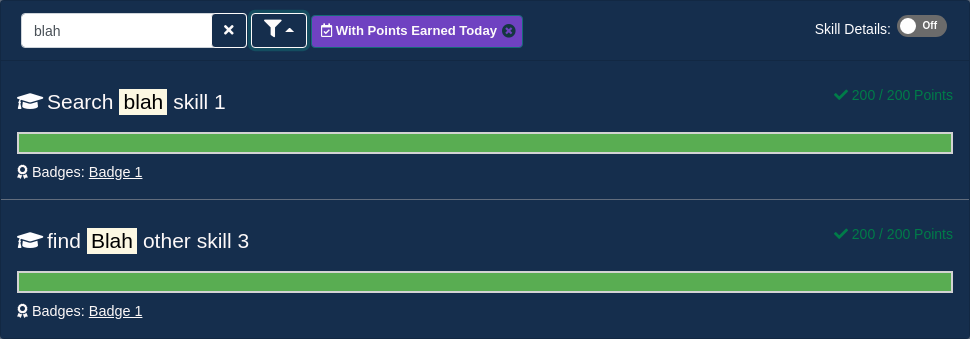 blah
With Points Earned Today
Skill Details: Off
Search blah skill 1
200 / 200 Points
Badges: Badge 1
find Blah other skill 3
200 / 200 Points
Badges: Badge 1